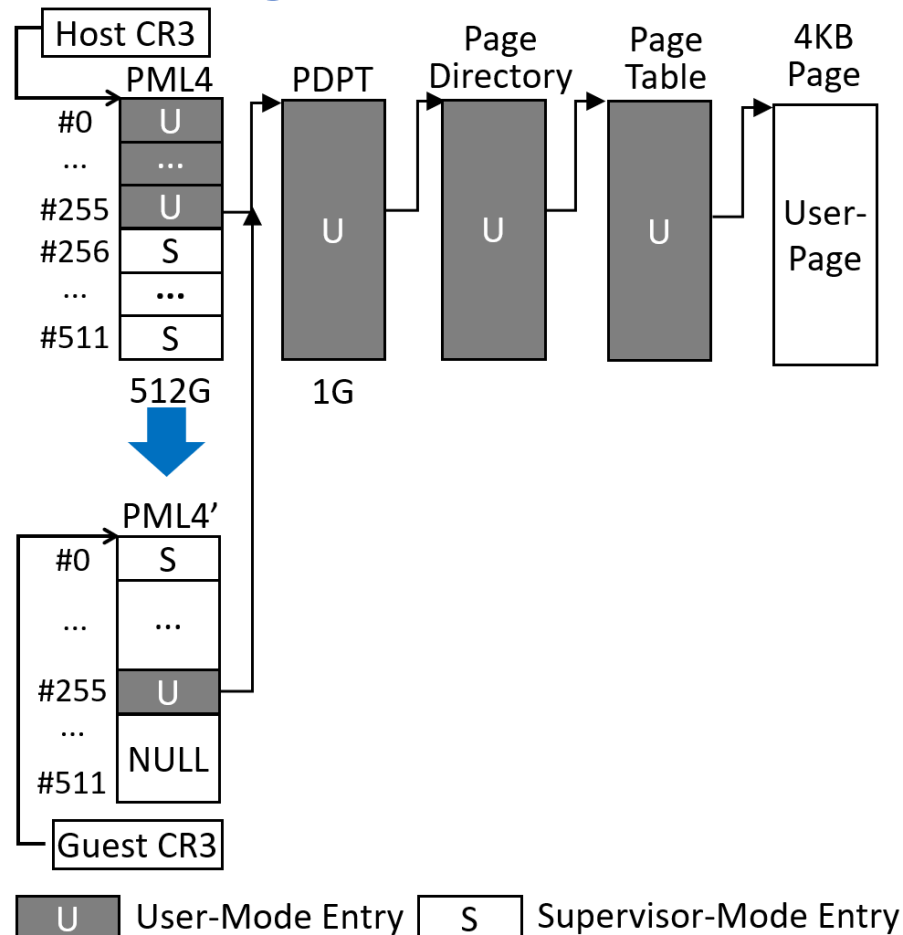 Host CR3
PML4
PDPT
Page
Directory
Page
Table
4KB
Page
#0
U
...
...
#255
U
#256
S
...
...
#511
S
U
U
U
User-
Page
512G
1G
PML4’
#0
S
...
...
#255
U
...
NULL
#511
Guest CR3
U
User-Mode Entry
S
Supervisor-Mode Entry